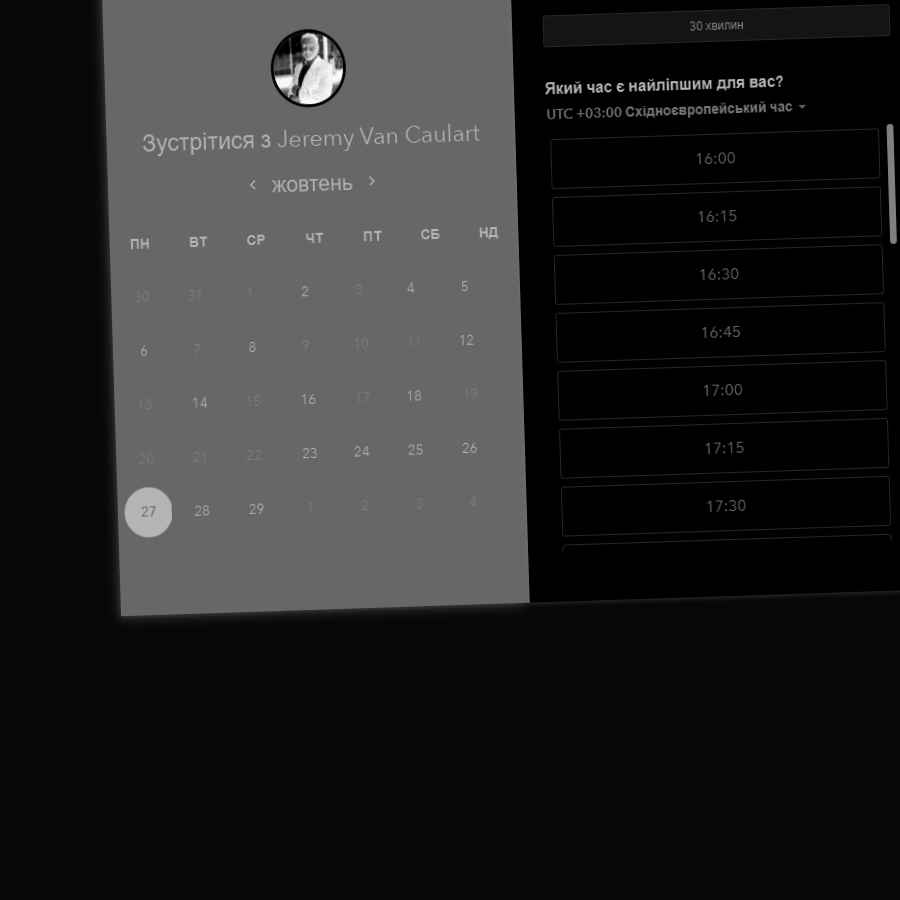 Зустрітися з Jeremy Van Caulart
жовтень
ПН ВТ СР ЧТ ПТ СБ НД
30 31 1 2 3 4 5
6 7 8 9 10 11 12
13 14 15 16 17 18 19
20 21 22 23 24 25 26
27 28 29 1 2 3 4
30 хвилин
Який час є найліпшим для вас?
UTC +03:00 Східноєвропейський час
16:00
16:15
16:30
16:45
17:00
17:15
17:30